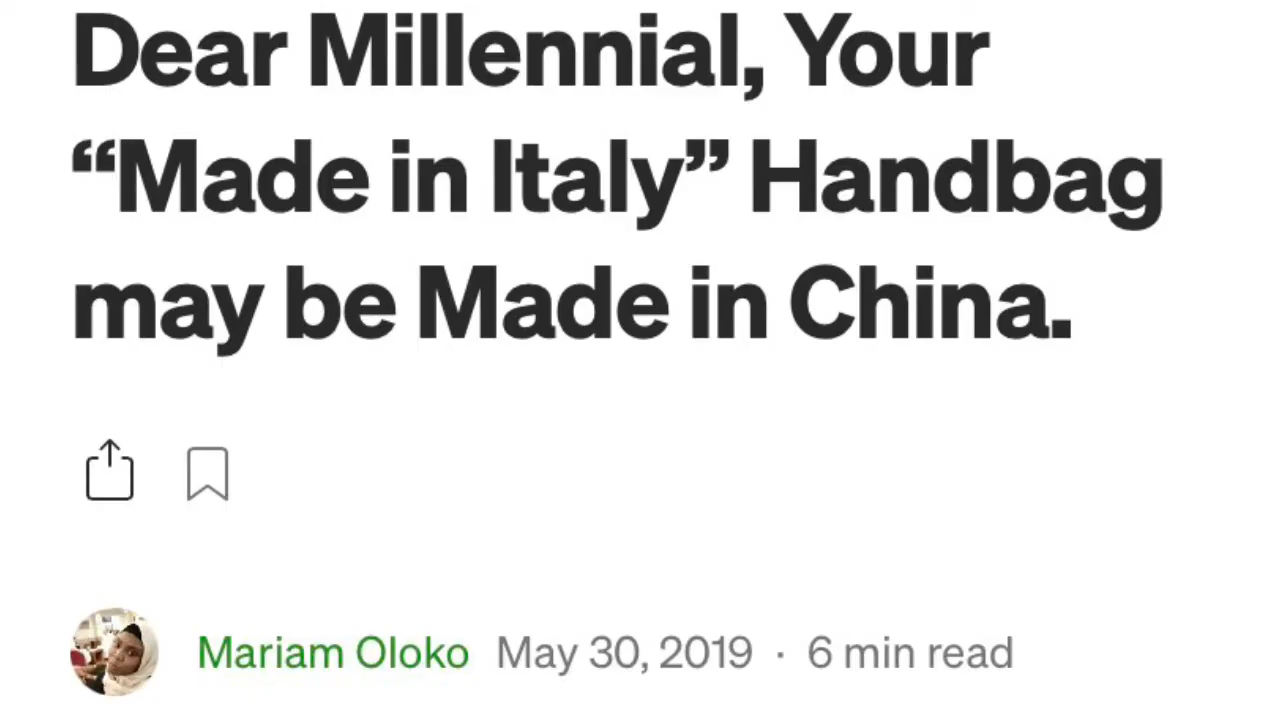 Dear Millennial, Your
“Made in Italy” Handbag
may be Made in China.
Mariam Oloko May 30, 2019 · 6 min read